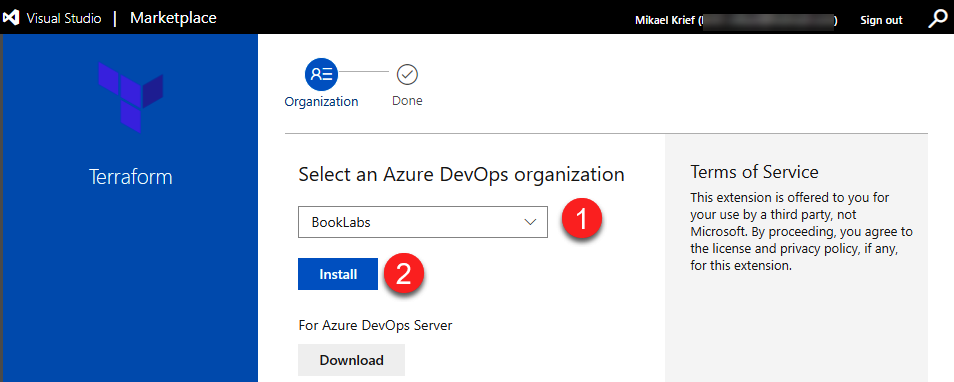 Visual Studio | Marketplace
Mikael Krief ( )
Sign out
Organization
Done
Terraform
Select an Azure DevOps organization
BookLabs
1
Install
2
For Azure DevOps Server
Download
Terms of Service
This extension is offered to you for
your use by a third party, not
Microsoft. By proceeding, you agree to
the license and privacy policy, if any,
for this extension.